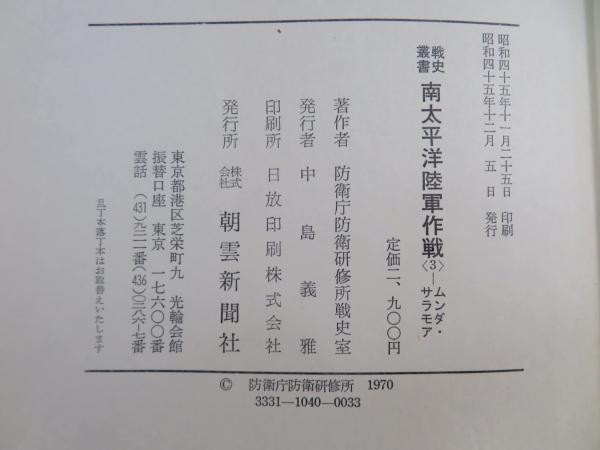 昭和四十五年十一月二十五日 印刷
昭和四十五年十二月 五 日 発行
戦史叢書 南太平洋陸軍作戦〈3〉―ムンダ・サラモア
定価二、九〇〇円
著作者 防衛庁防衛研修所戦史室
発行者 中島義雅
印刷所 日放印刷株式会社
発行所 株式会社 朝雲新聞社
東京都港区芝栄町九 光輪会館
振替口座 東京 一七六〇〇番
雲話 (431)九二一一番(436)〇三八六―七番
乱丁本落丁本はお取替えいたします
© 防衛庁防衛研修所 1970
3331―1040―0033